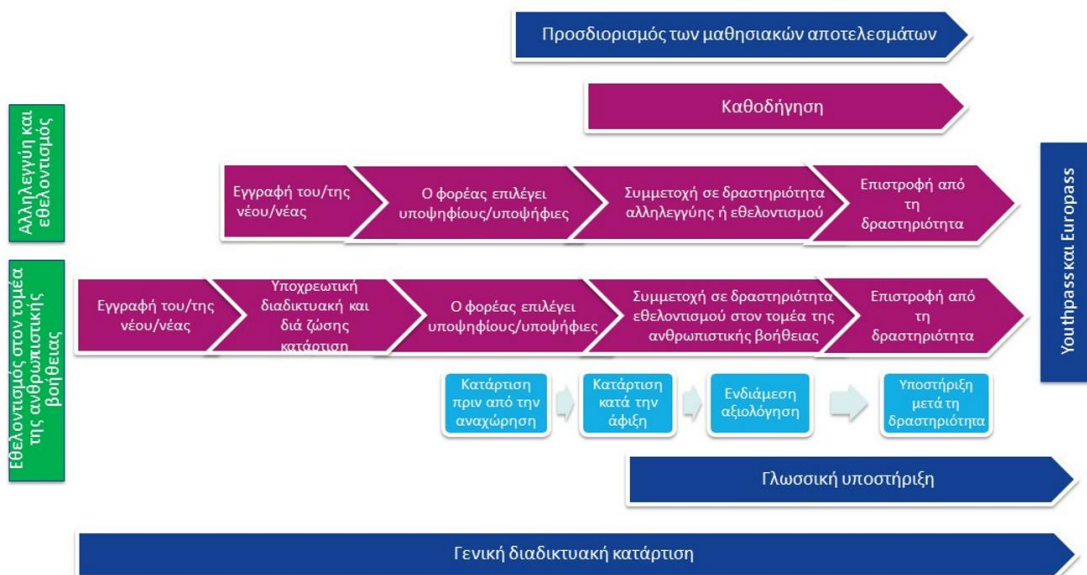 Προσδιορισμός των μαθησιακών αποτελεσμάτων
Καθοδήγηση
Αλληλεγγύη και
εθελοντισμός
Εγγραφή του/της
νέου/νέας
Ο φορέας επιλέγει
υποψηφίους/υποψήφιες
Συμμετοχή σε δραστηριότητα
αλληλεγγύης ή εθελοντισμού
Επιστροφή από
τη
δραστηριότητα
Youthpass και Europass
Εθελοντισμός στον τομέα
της ανθρωπιστικής
βοήθειας
Εγγραφή του/της
νέου/νέας
Υποχρεωτική
διαδικτυακή και
διά ζώσης
κατάρτιση
Ο φορέας επιλέγει
υποψηφίους/υποψήφιες
Συμμετοχή σε δραστηριότητα
εθελοντισμού στον τομέα της
ανθρωπιστικής βοήθειας
Επιστροφή από
τη
δραστηριότητα
Κατάρτιση
πριν από την
αναχώρηση
Κατάρτιση
κατά την
άφιξη
Ενδιάμεση
αξιολόγηση
Υποστήριξη
μετά τη
δραστηριότητα
Γλωσσική υποστήριξη
Γενική διαδικτυακή κατάρτιση